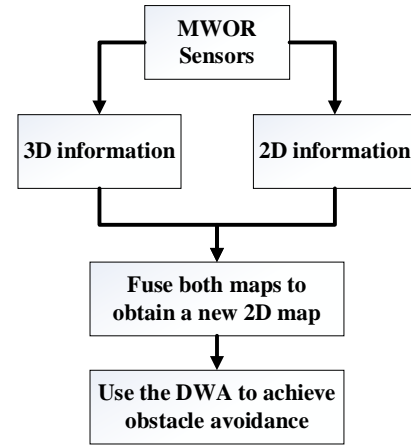 MWOR
Sensors
3D information
2D information
Fuse both maps to
obtain a new 2D map
Use the DWA to achieve
obstacle avoidance